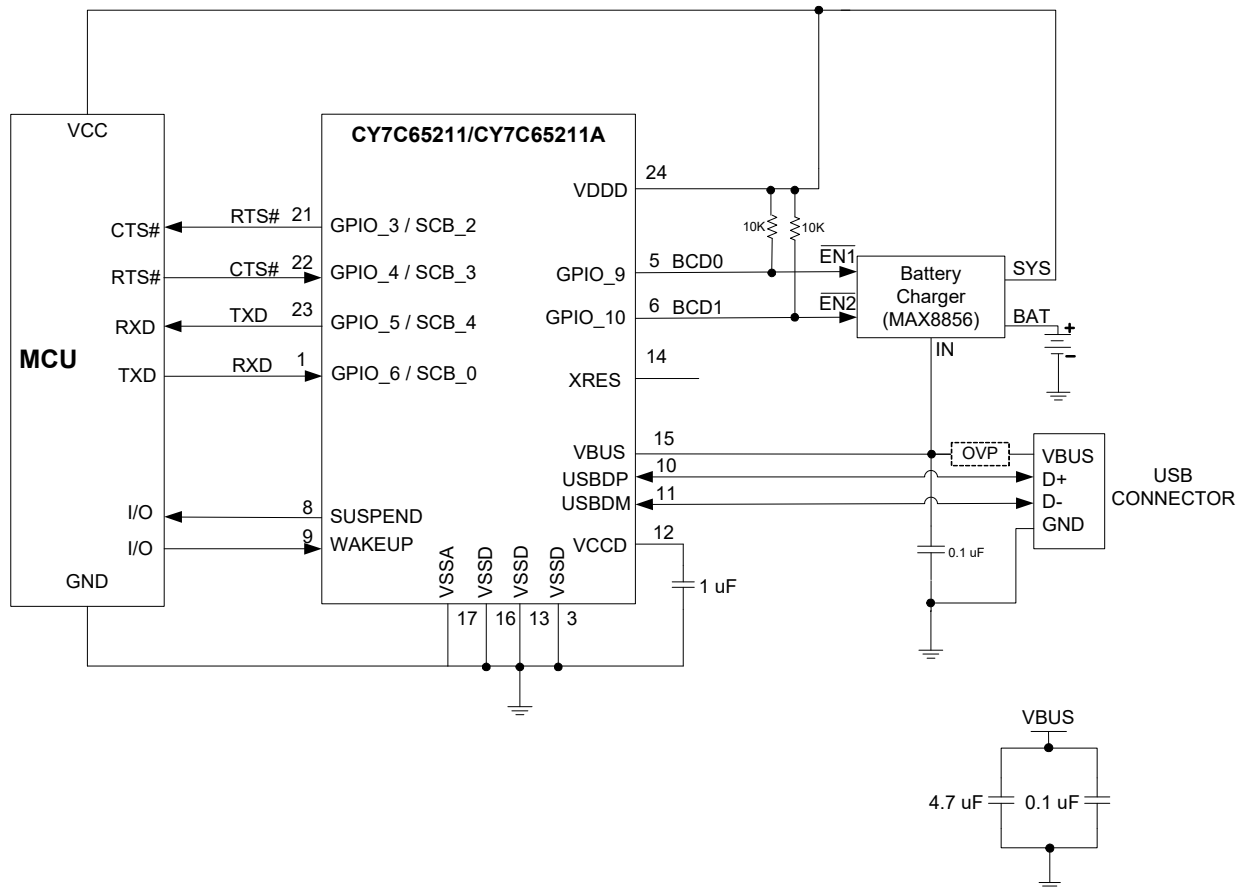 CY7C65211/CY7C65211A
MCU
VCC
CTS#
RTS#
RXD
TXD
I/O
I/O
GND
RTS# 21
CTS# 22
TXD 23
RXD 1
8
9
GPIO_3 / SCB_2
GPIO_4 / SCB_3
GPIO_5 / SCB_4
GPIO_6 / SCB_0
SUSPEND
WAKEUP
VDDD
GPIO_9
GPIO_10
XRES
VBUS
USBDP
USBDM
VCCD
VSSA
VSSD
VSSD
VSSD
17 16 13 3
24
10K
10K
5 BCD0
EN1
6 BCD1
EN2
14
15
10
11
12
1 uF
Battery
Charger
(MAX8856)
SYS
BAT
+
-
IN
OVP
VBUS
D+
D-
GND
USB
CONNECTOR
0.1 uF
VBUS
4.7 uF
0.1 uF